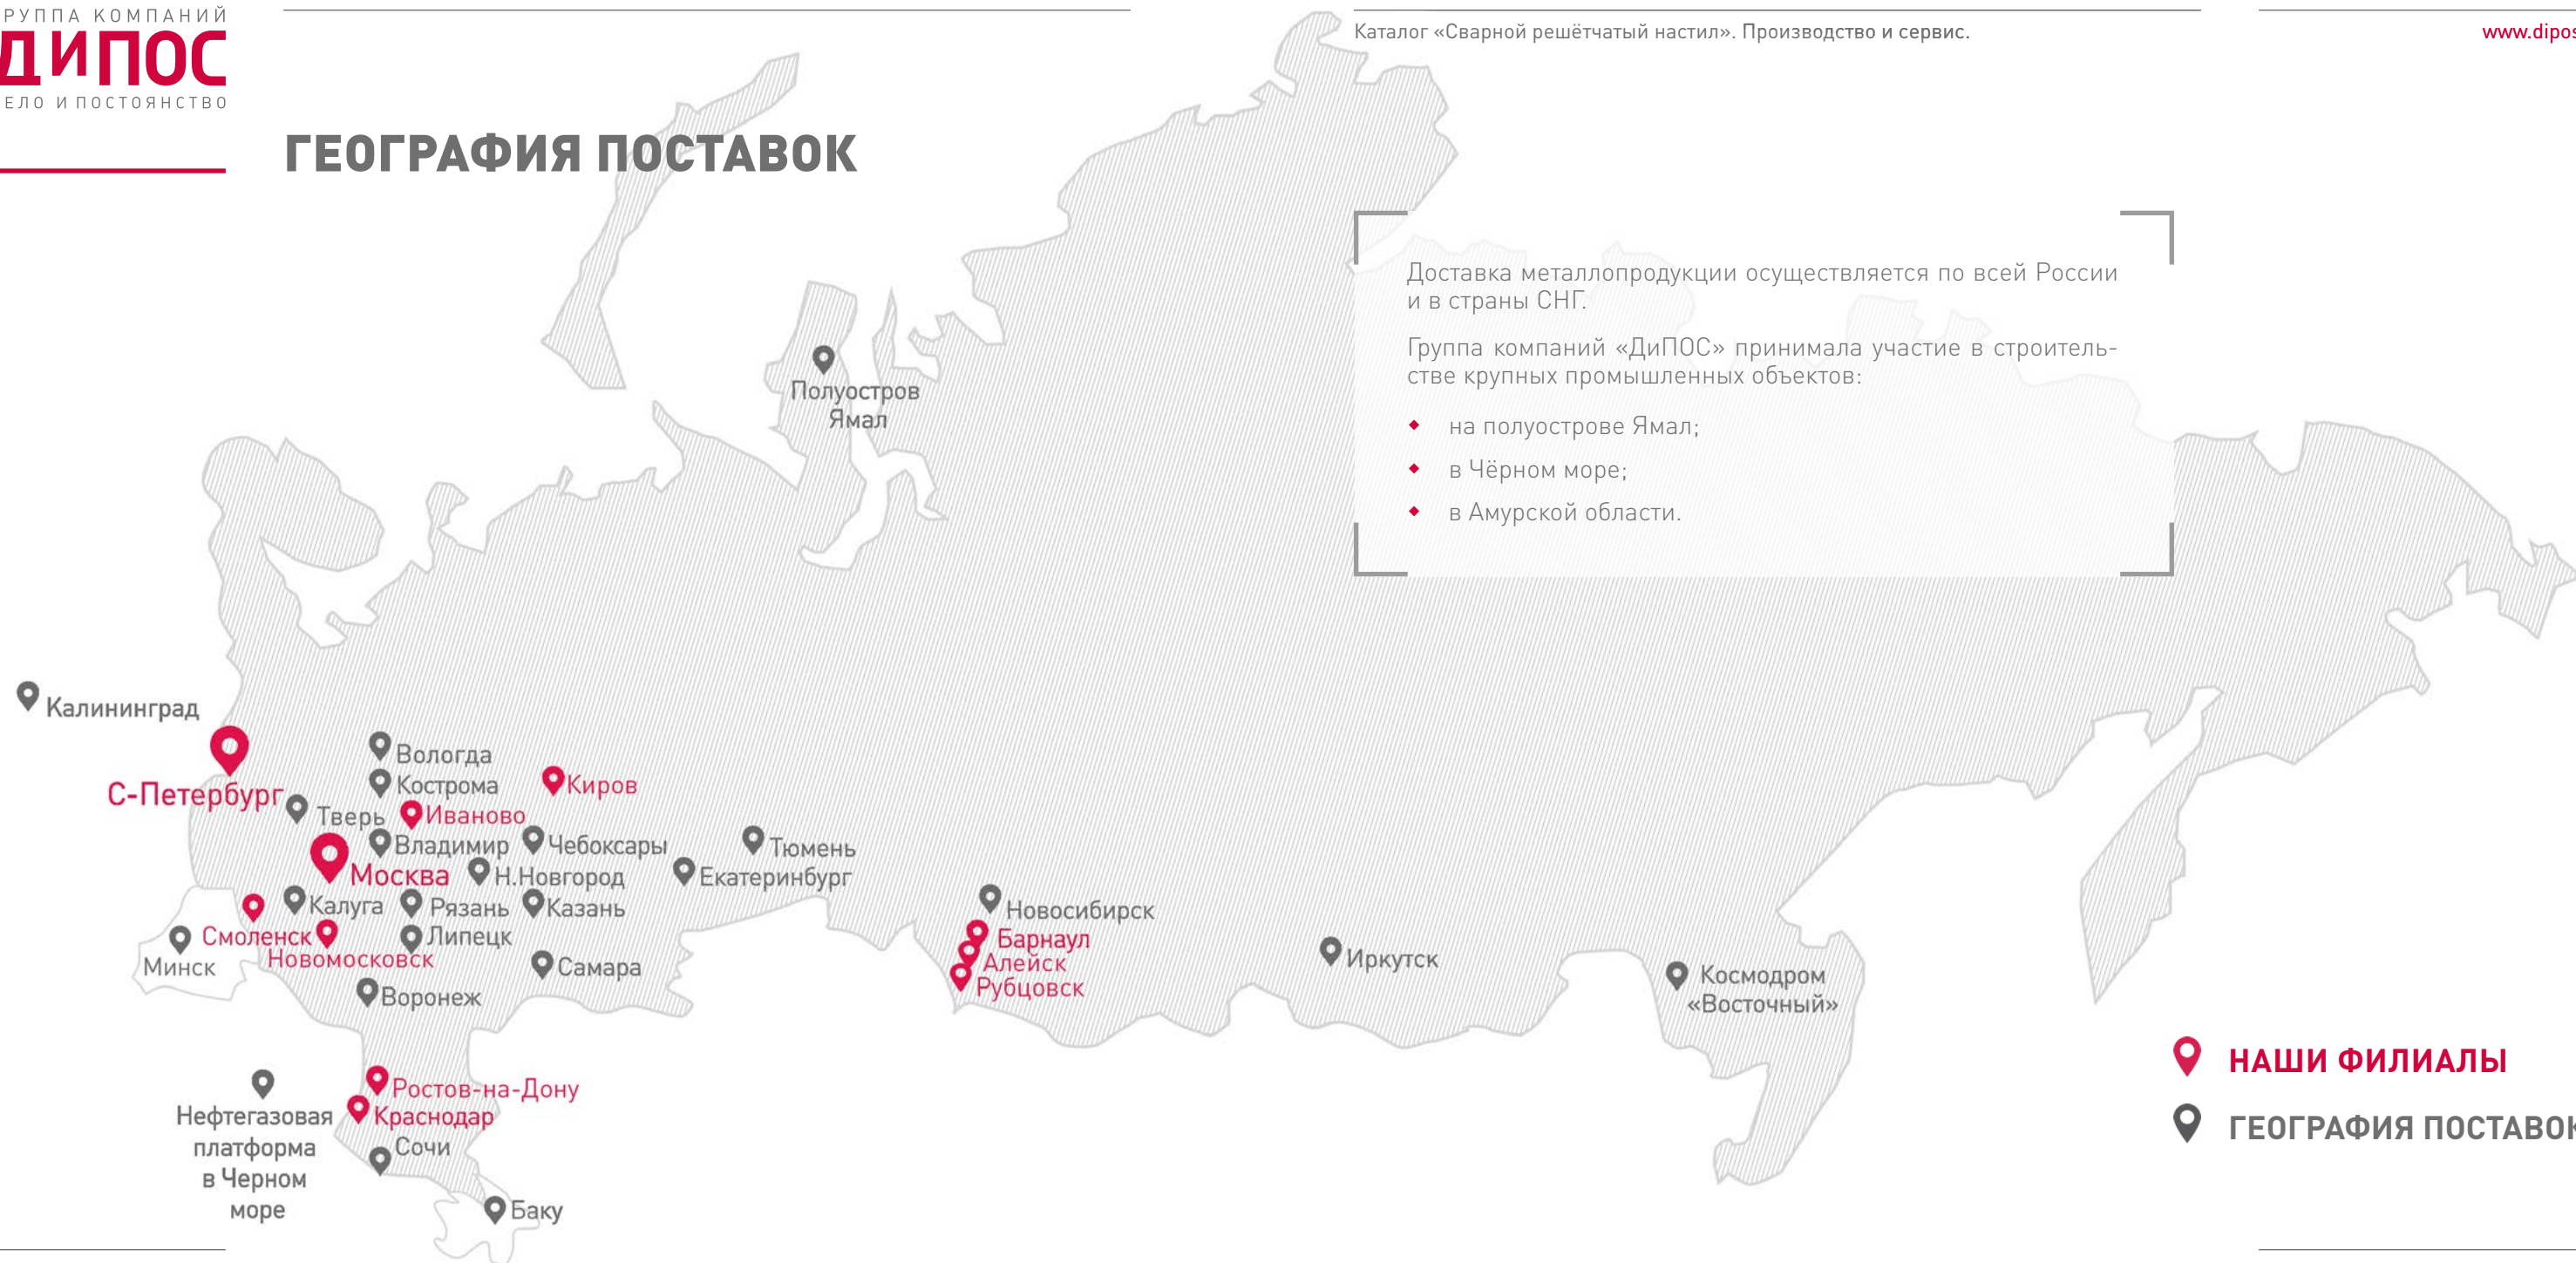 РУППА КОМПАНИЙ
ДИПОС
ЕЛО И ПОСТОЯНСТВО
Каталог «Сварной решётчатый настил». Производство и сервис.
www.dipos
ГЕОГРАФИЯ ПОСТАВОК
Доставка металлопродукции осуществляется по всей России
и в страны СНГ.
Группа компаний «ДиПОС» принимала участие в строитель-
стве крупных промышленных объектов:
на полуострове Ямал;
в Чёрном море;
в Амурской области.
Полуостров
Ямал
Калининград
С-Петербург
Вологда
Кострома
Киров
Тверь
Иваново
Владимир
Чебоксары
Тюмень
Москва
Н.Новгород
Екатеринбург
Калуга
Рязань
Казань
Новосибирск
Смоленск
Липецк
Барнаул
Минск
Новомосковск
Самара
Алейск
Иркутск
Рубцовск
Воронеж
Космодром
«Восточный»
Ростов-на-Дону
Краснодар
Нефтегазовая
платформа
в Черном
море
Сочи
Баку
НАШИ ФИЛИАЛЫ
ГЕОГРАФИЯ ПОСТАВОК